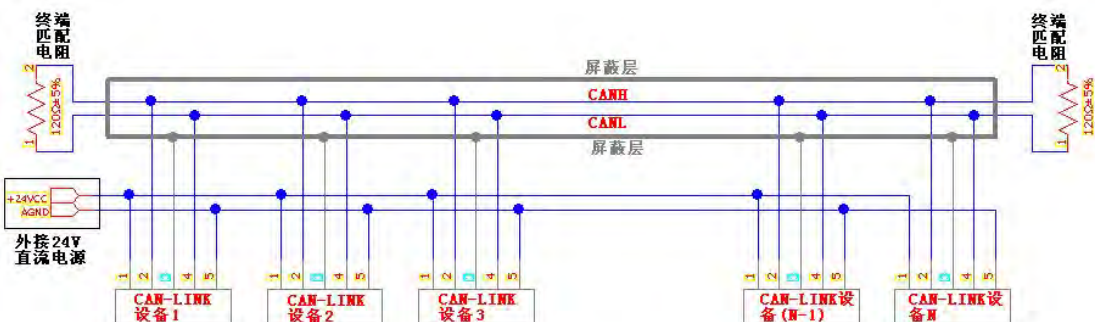 终端
匹配
电阻
终端
匹配
电阻
屏蔽层
CANH
CANL
屏蔽层
2
120Ω±5%
1
2
120Ω±5%
1
+24VCC
AGND
外接24V
直流电源
1 2 3 4 5
1 2 3 4 5
1 2 3 4 5
1 2 3 4 5
1 2 3 4 5
CAN-LINK
设备1
CAN-LINK
设备2
CAN-LINK
设备3
CAN-LINK设
备(N-1)
CAN-LINK设
备N